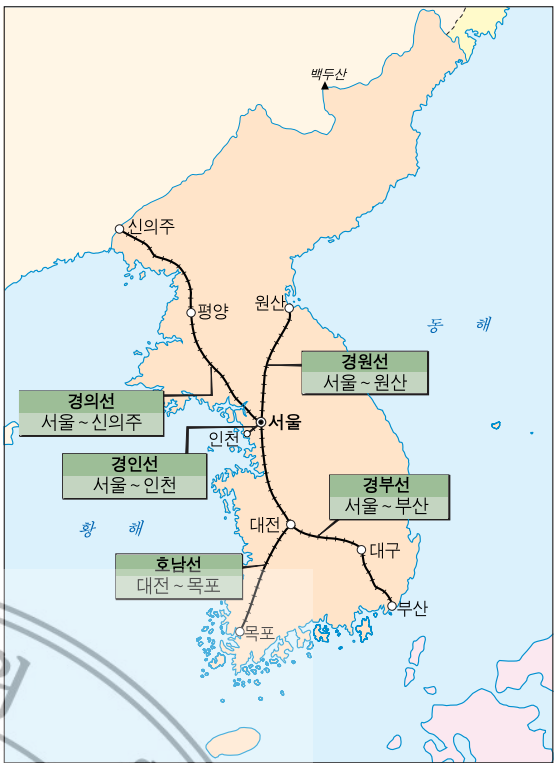 백두산
신의주
평양
원산
동 해
경원선
서울~원산
경의선
서울~신의주
서울
인천
경인선
서울~인천
경부선
서울~부산
황 해
대전
대구
호남선
대전~목포
부산
목포